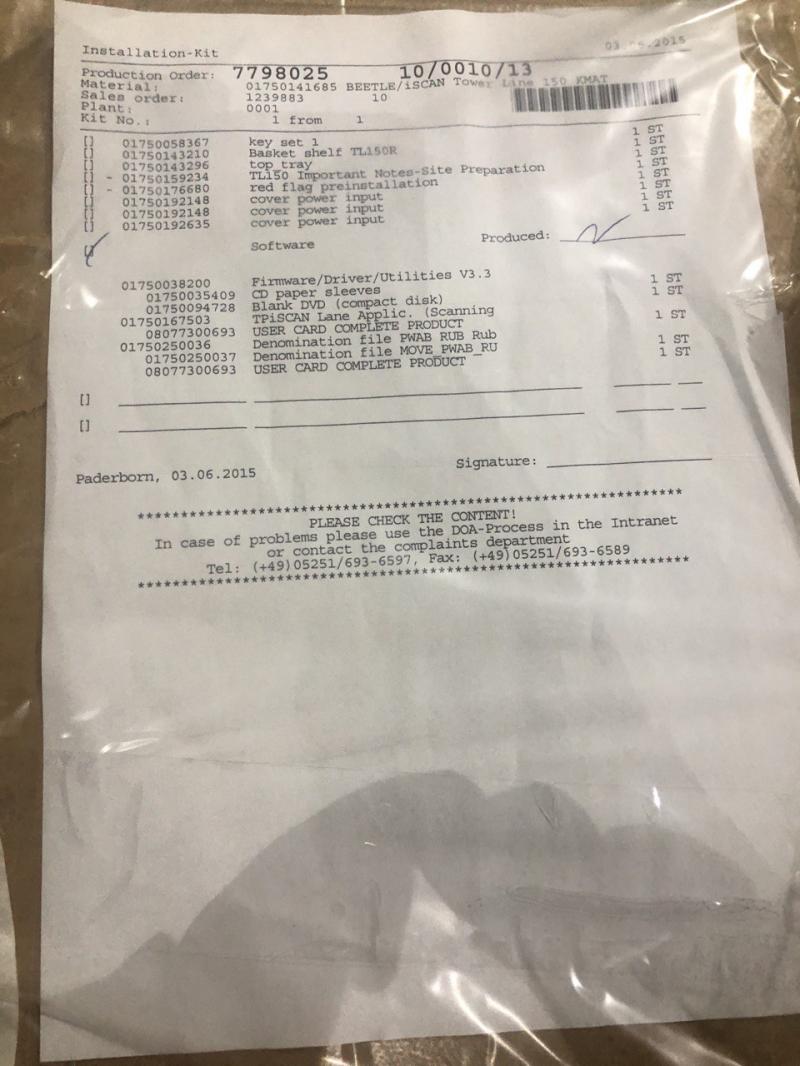 Installation-Kit 03.06.2015
Production Order: 7798025 10/0010/13
Material: 01750141685 BEETLE/iSCAN Tower Line 150 KMAT
Sales order: 1239883 10
Plant: 0001
Kit No.: 1 from 1
[] 01750058367 key set 1 1 ST
[] 01750143210 Basket shelf TL150R 1 ST
[] 01750143296 top tray 1 ST
[] - 01750159234 TL150 Important Notes-Site Preparation 1 ST
[] - 01750176680 red flag preinstallation 1 ST
[] 01750192148 cover power input 1 ST
[] 01750192148 cover power input 1 ST
[] 01750192635 cover power input 1 ST
[] Software Produced:
01750038200 Firmware/Driver/Utilities V3.3 1 ST
01750035409 CD paper sleeves 1 ST
01750094728 Blank DVD (compact disk)
01750167503 TPiSCAN Lane Applic. (Scanning 1 ST
08077300693 USER CARD COMPLETE PRODUCT
01750250036 Denomination file PWAB RUB Rub 1 ST
01750250037 Denomination file MOVE_PWAB_RU 1 ST
08077300693 USER CARD COMPLETE PRODUCT
[]
[]
Paderborn, 03.06.2015 Signature:
PLEASE CHECK THE CONTENT!
In case of problems please use the DOA-Process in the Intranet
or contact the complaints department
Tel: (+49)05251/693-6597, Fax: (+49)05251/693-6589